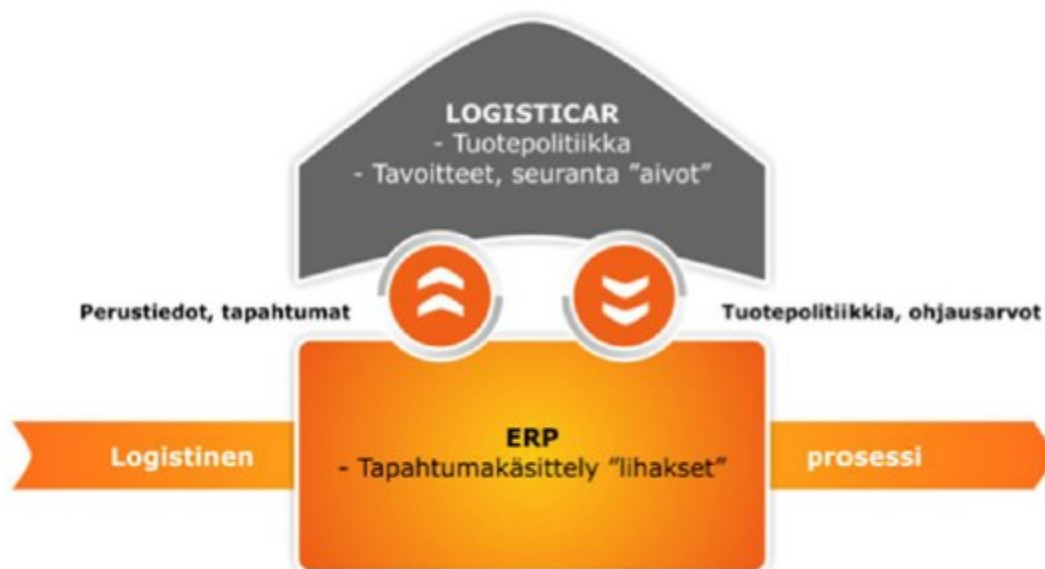 LOGISTICAR
- Tuotepolitiikka
- Tavoitteet, seuranta ”aivot”
Perustiedot, tapahtumat
Tuotepolitiikkia, ohjausarvot
ERP
- Tapahtumakäsittely ”lihakset”
Logistinen
prosessi